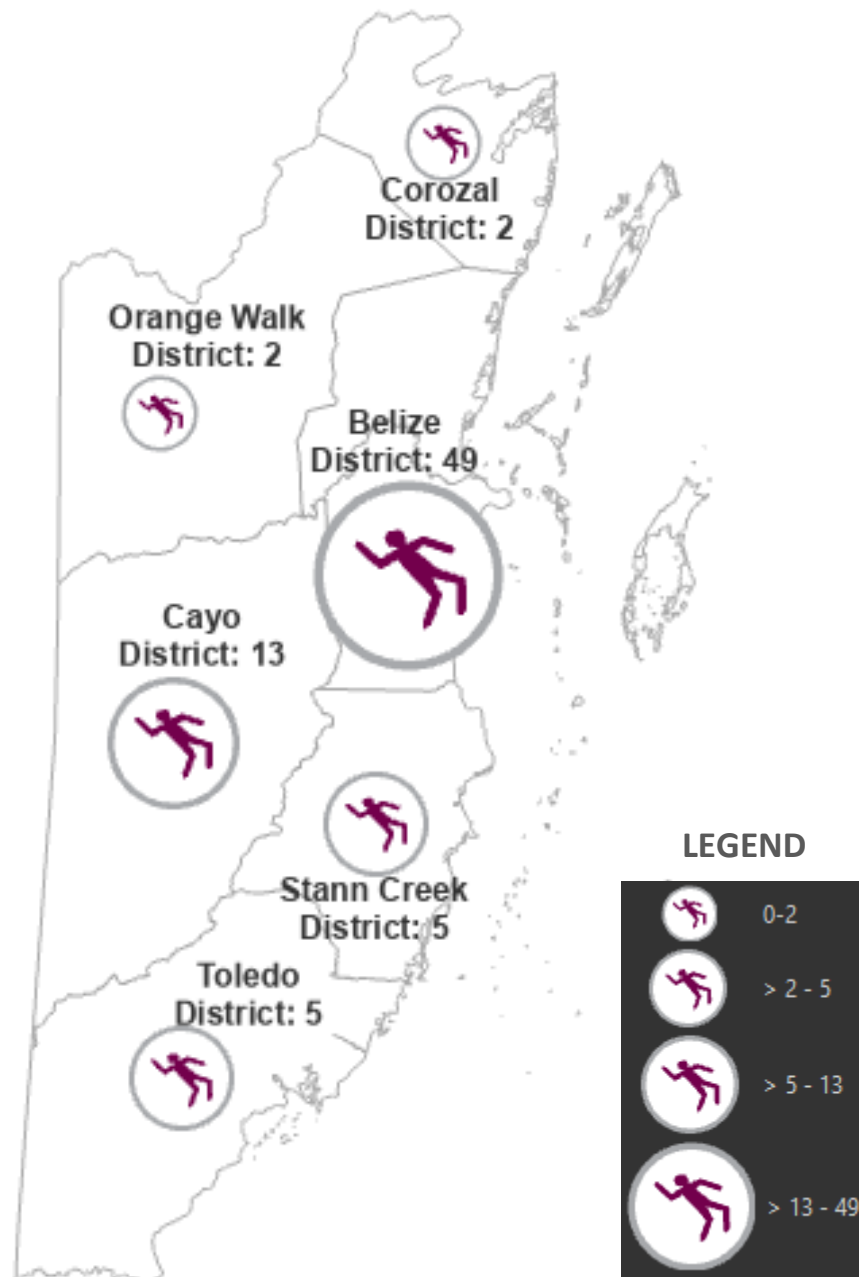 Corozal
District: 2
Orange Walk
District: 2
Belize
District: 49
Cayo
District: 13
Stann Creek
District: 5
Toledo
District: 5
LEGEND
0-2
> 2 - 5
> 5 - 13
> 13 - 49